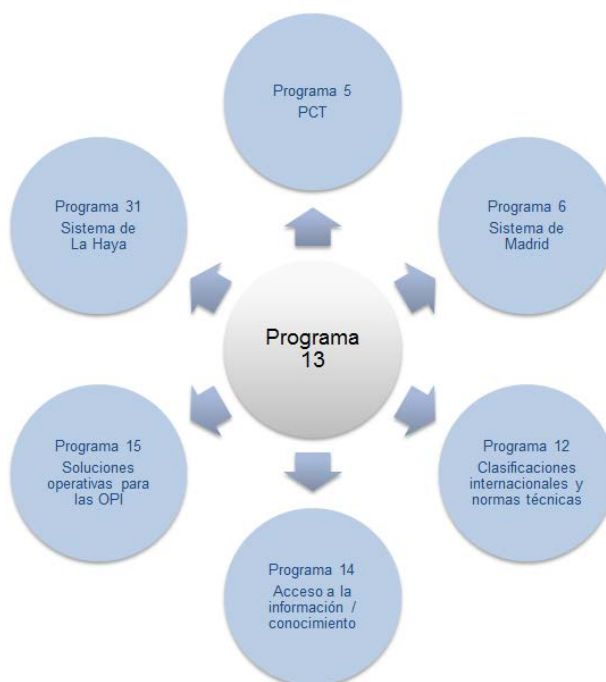 Programa 5
PCT
Programa 31
Sistema de
La Haya
Programa 6
Sistema de
Madrid
Programa
13
Programa 15
Soluciones
operativas para
las OPI
Programa 12
Clasificaciones
internacionales y
normas técnicas
Programa 14
Acceso a la
información /
conocimiento